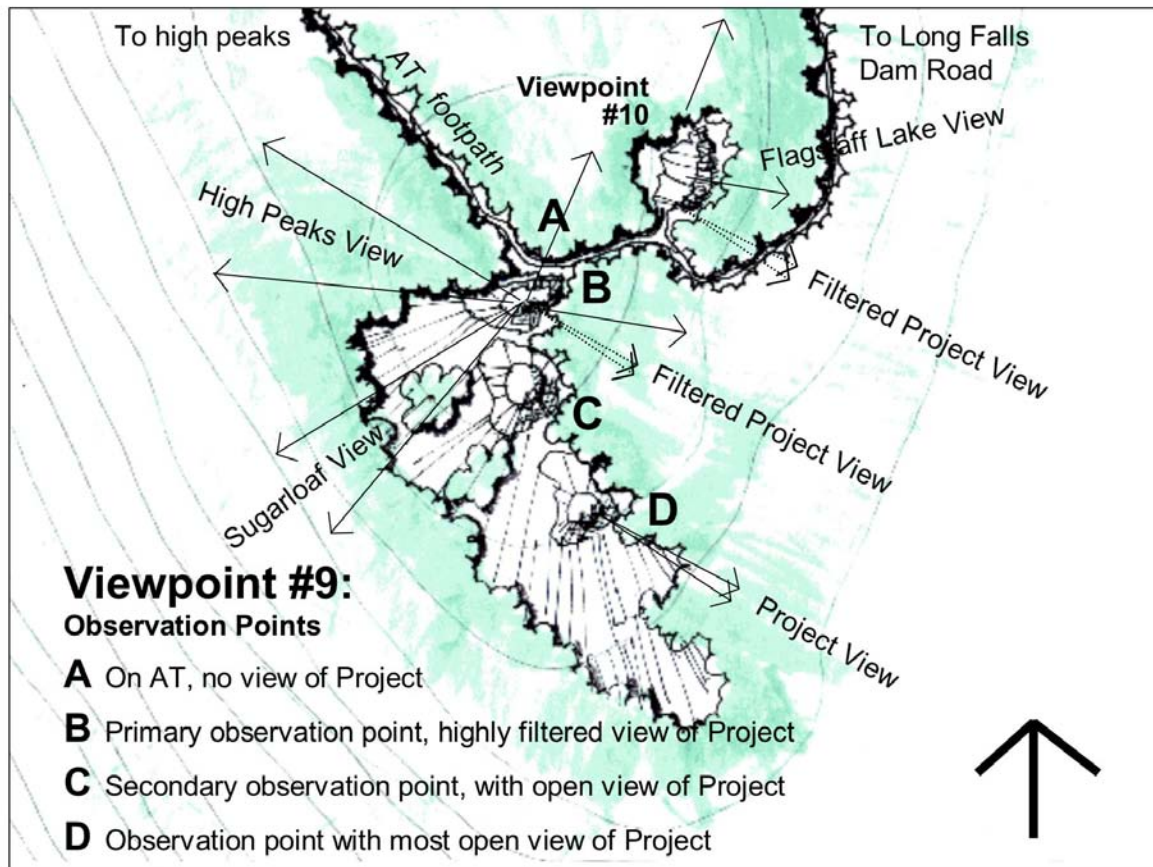 To high peaks
AT footpath
Viewpoint
#10
To Long Falls
Dam Road
Flagstaff Lake View
High Peaks View
A
B
Filtered Project View
Filtered Project View
C
Sugarloaf View
D
Project View
Viewpoint #9:
Observation Points
A On AT, no view of Project
B Primary observation point, highly filtered view of Project
C Secondary observation point, with open view of Project
D Observation point with most open view of Project